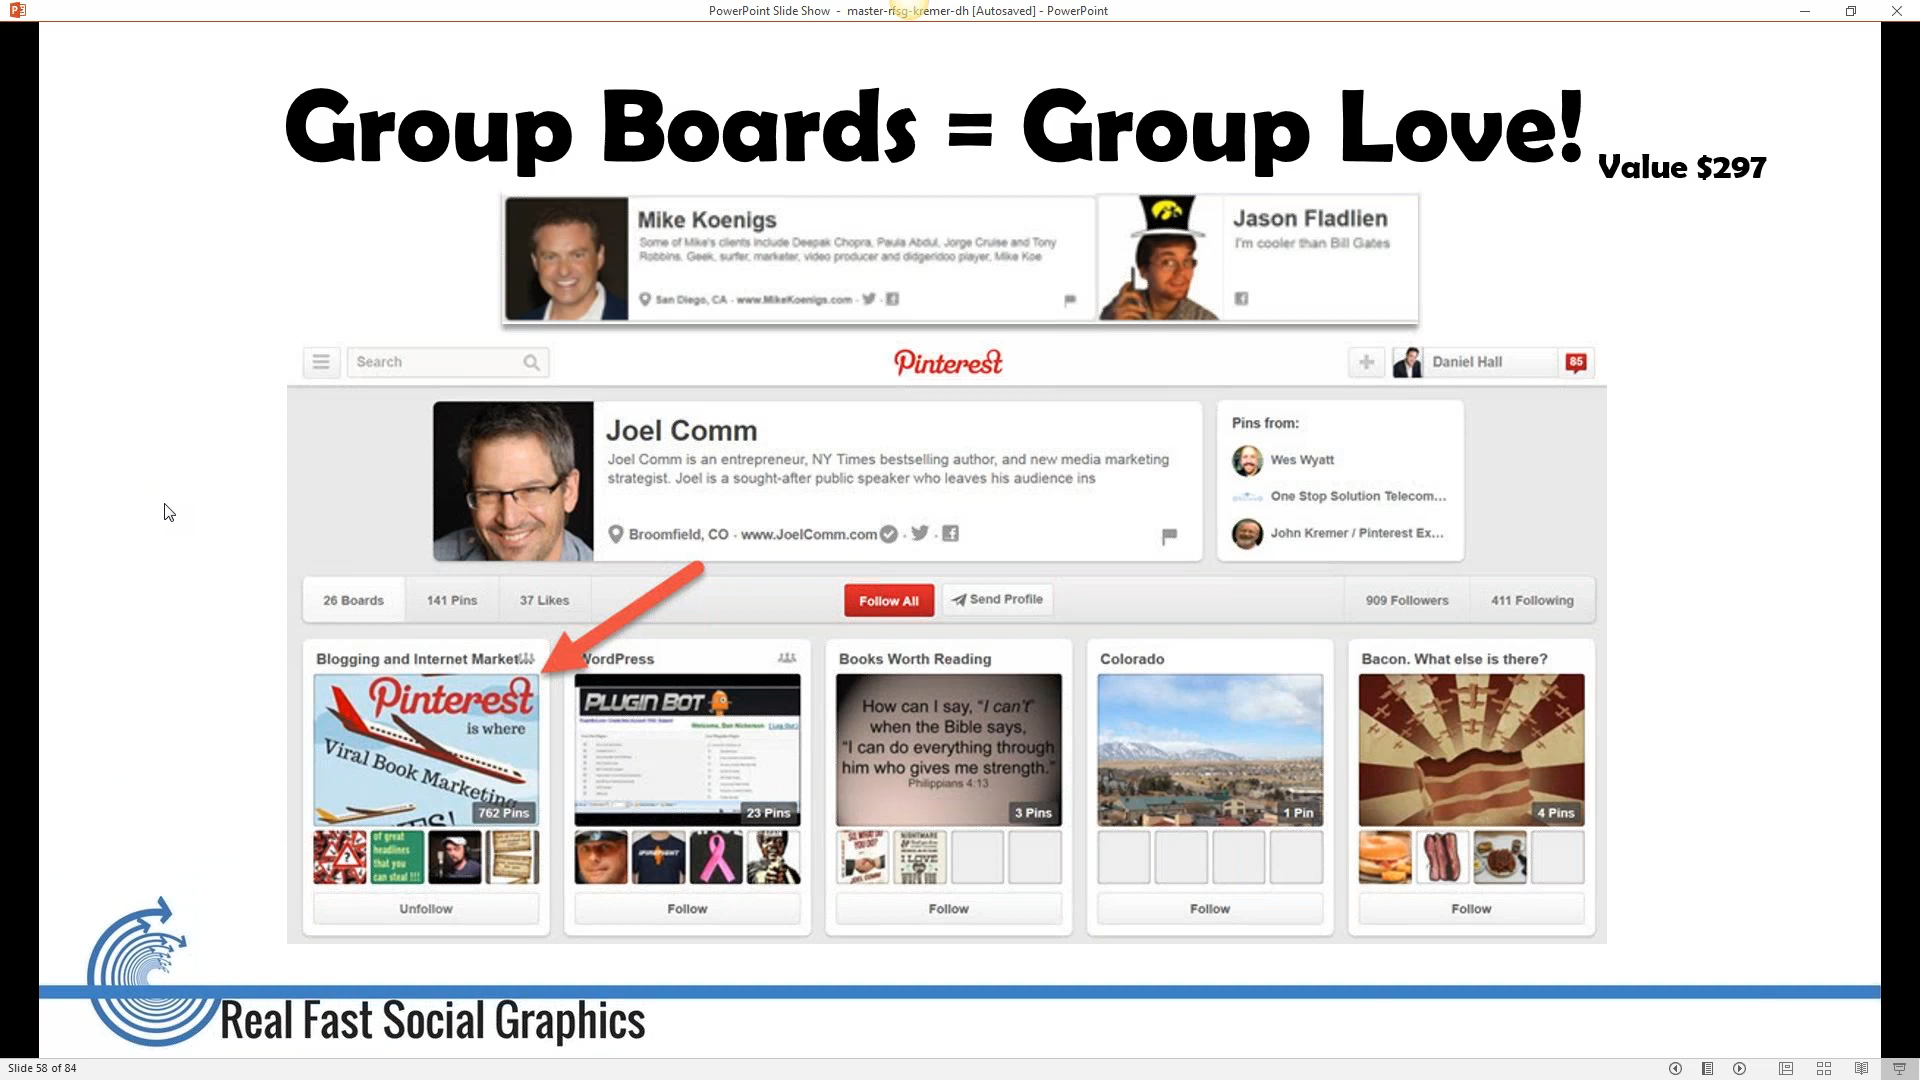 PowerPoint Slide Show - master-rfsg-kremer-dh [Autosaved] - PowerPoint
Group Boards = Group Love!
Value $297
Mike Koenigs
Some of Mike's clients include Deepak Chopra, Paula Abdul, Jorge Cruise and Tony
Robbins. Geek, surfer, marketer, video producer and didgeridoo player, Mike Koe
San Diego, CA - www.MikeKoenigs.com
Jason Fladlien
I'm cooler than Bill Gates
Search
Pinterest
Daniel Hall
85
Joel Comm
Joel Comm is an entrepreneur, NY Times bestselling author, and new media marketing
strategist. Joel is a sought-after public speaker who leaves his audience ins
Broomfield, CO - www.JoelComm.com
Pins from:
Wes Wyatt
One Stop Solution Telecom...
John Kremer / Pinterest Ex...
26 Boards
141 Pins
37 Likes
Follow All
Send Profile
909 Followers
411 Following
Blogging and Internet Market...
Pinterest
is where
Viral Book Marketing
762 Pins
of great
headlines
that you
can steal !!!
Unfollow
WordPress
PLUGIN BOT
23 Pins
Follow
Books Worth Reading
How can I say, "I can't"
when the Bible says,
"I can do everything through
him who gives me strength."
Philippians 4:13
3 Pins
Follow
Colorado
1 Pin
Follow
Bacon. What else is there?
4 Pins
Follow
Real Fast Social Graphics
Slide 58 of 84